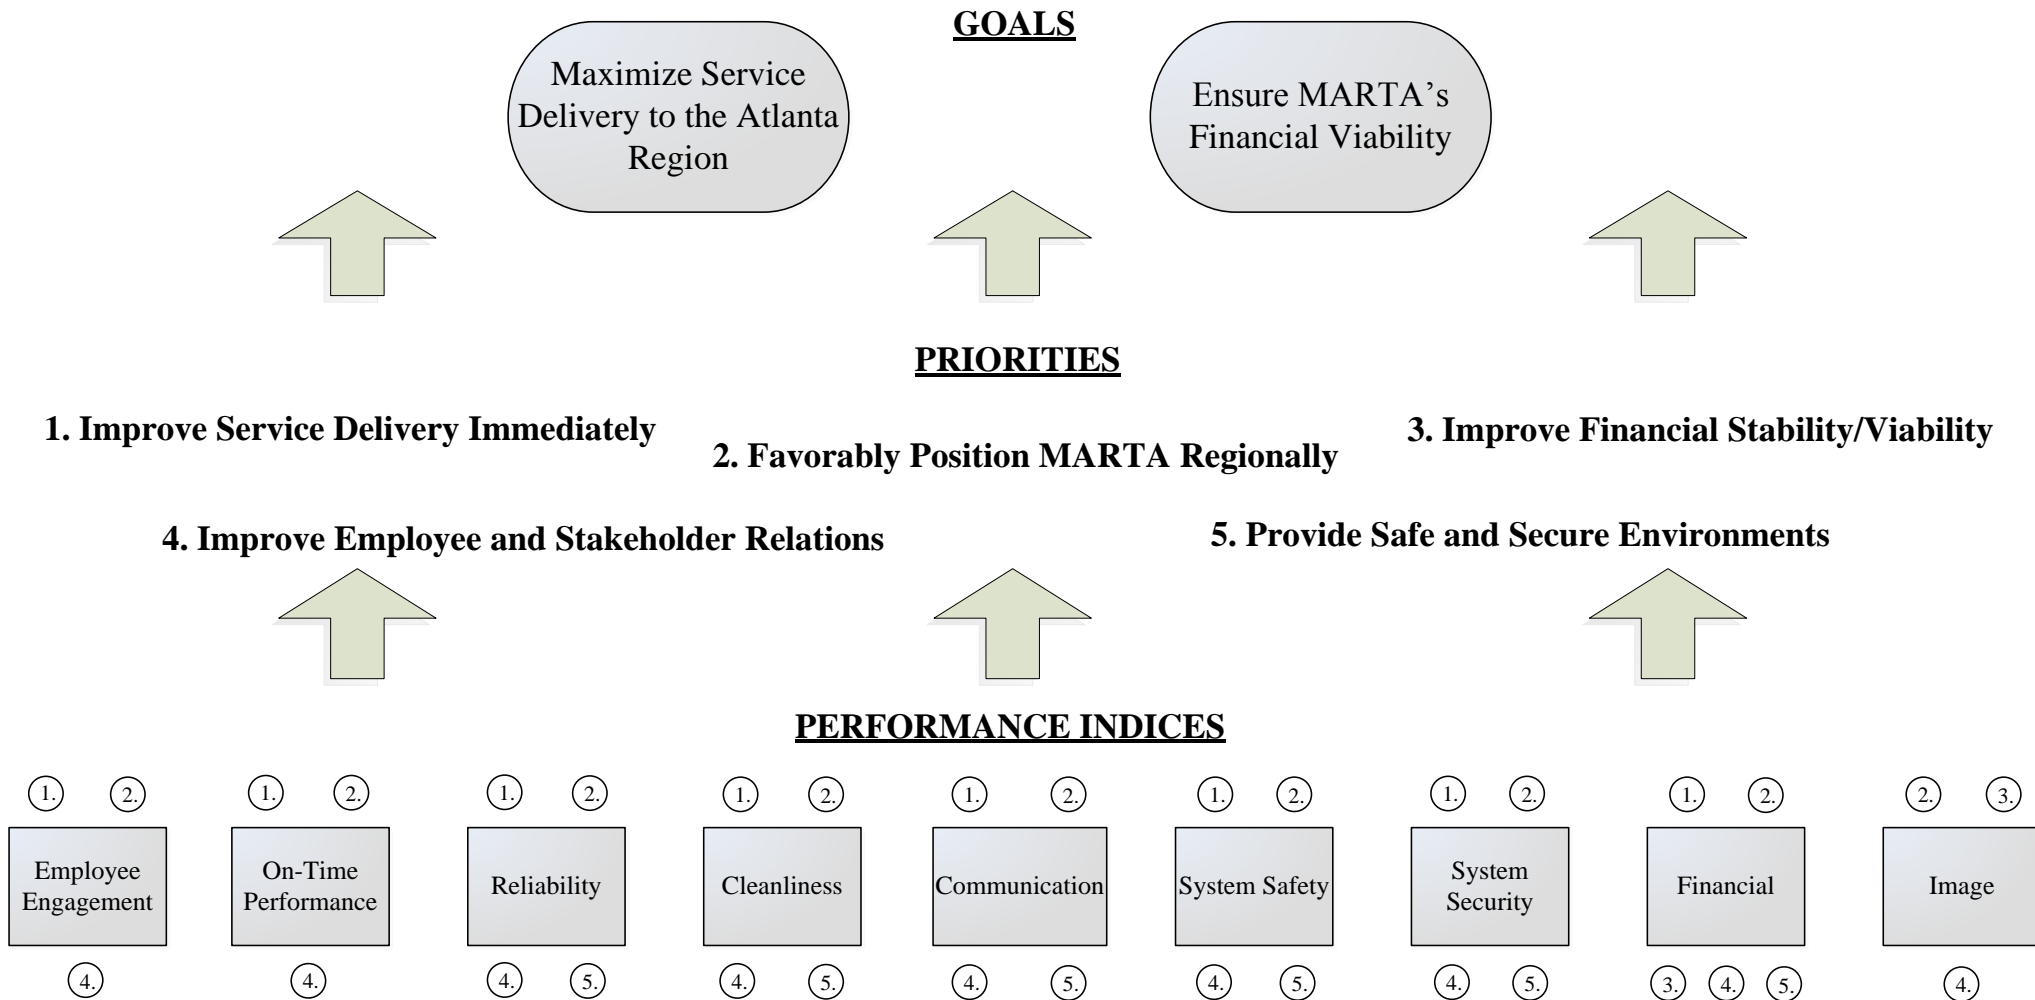 GOALS
Maximize Service
Delivery to the Atlanta
Region
Ensure MARTA’s
Financial Viability
PRIORITIES
1. Improve Service Delivery Immediately
2. Favorably Position MARTA Regionally
3. Improve Financial Stability/Viability
4. Improve Employee and Stakeholder Relations
5. Provide Safe and Secure Environments
PERFORMANCE INDICES
1. 2.
Employee
Engagement
4.
1. 2.
On-Time
Performance
4.
1. 2.
Reliability
4. 5.
1. 2.
Cleanliness
4. 5.
1. 2.
Communication
4. 5.
1. 2.
System Safety
4. 5.
1. 2.
System
Security
4. 5.
1. 2.
Financial
3. 4. 5.
2. 3.
Image
4.